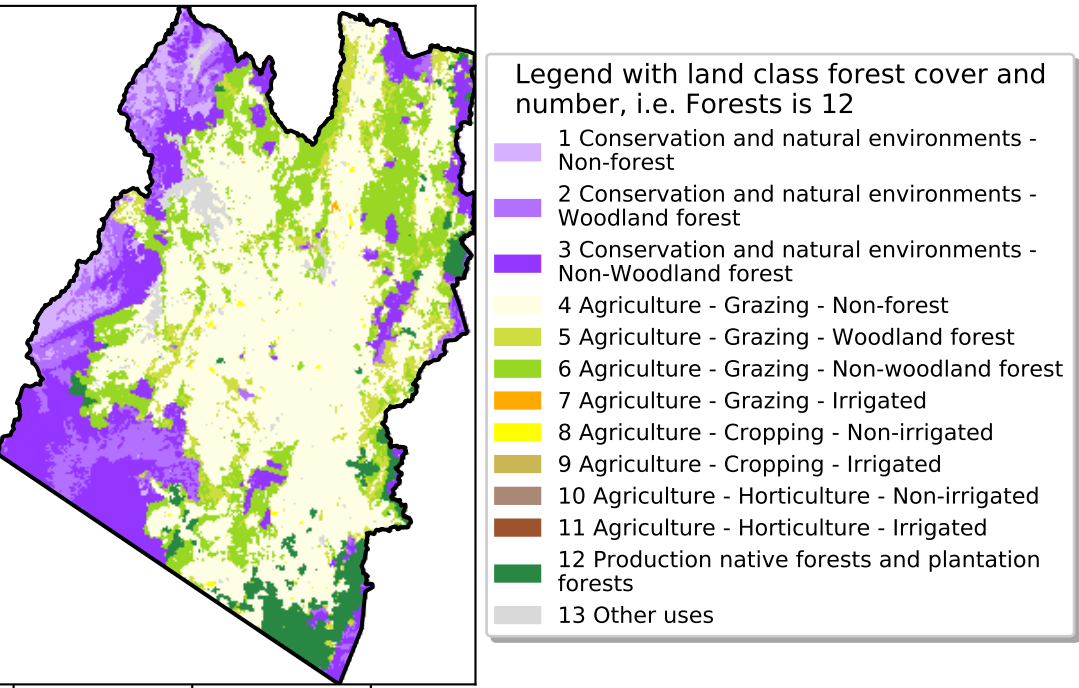 Legend with land class forest cover and
number, i.e. Forests is 12
1 Conservation and natural environments -
Non-forest
2 Conservation and natural environments -
Woodland forest
3 Conservation and natural environments -
Non-Woodland forest
4 Agriculture - Grazing - Non-forest
5 Agriculture - Grazing - Woodland forest
6 Agriculture - Grazing - Non-woodland forest
7 Agriculture - Grazing - Irrigated
8 Agriculture - Cropping - Non-irrigated
9 Agriculture - Cropping - Irrigated
10 Agriculture - Horticulture - Non-irrigated
11 Agriculture - Horticulture - Irrigated
12 Production native forests and plantation
forests
13 Other uses